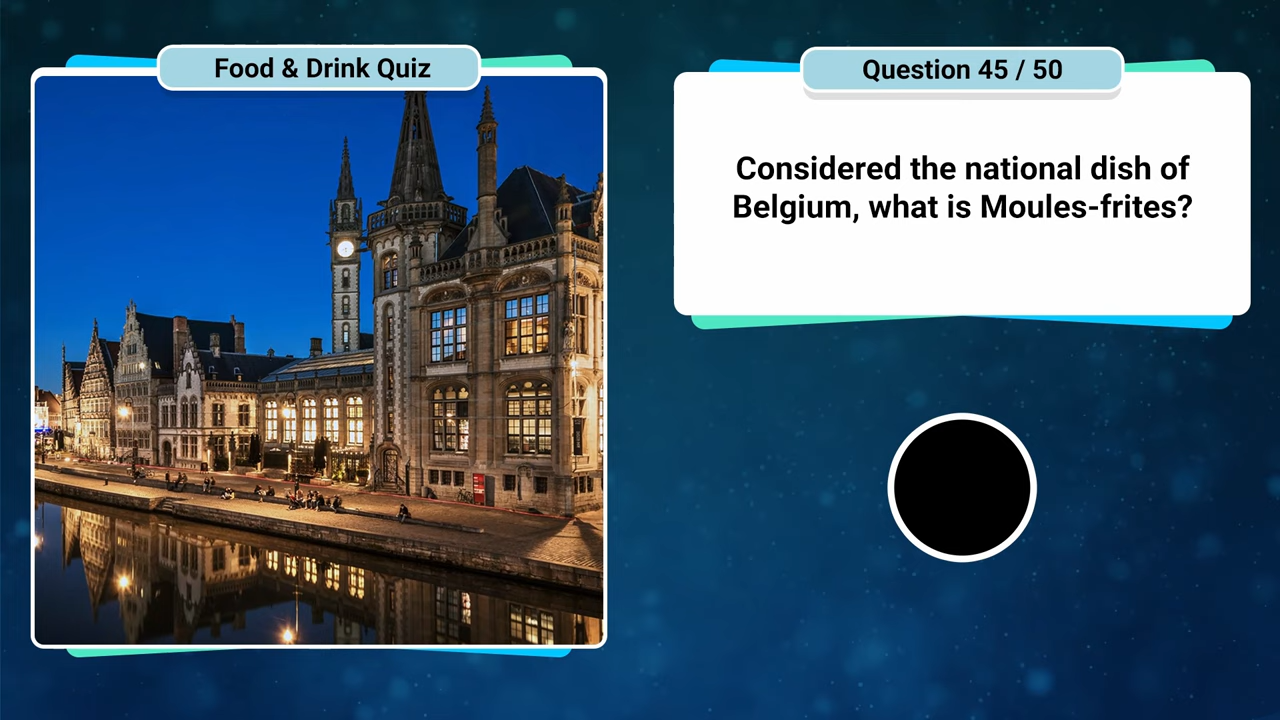 Food & Drink Quiz
Question 45 / 50
Considered the national dish of
Belgium, what is Moules-frites?